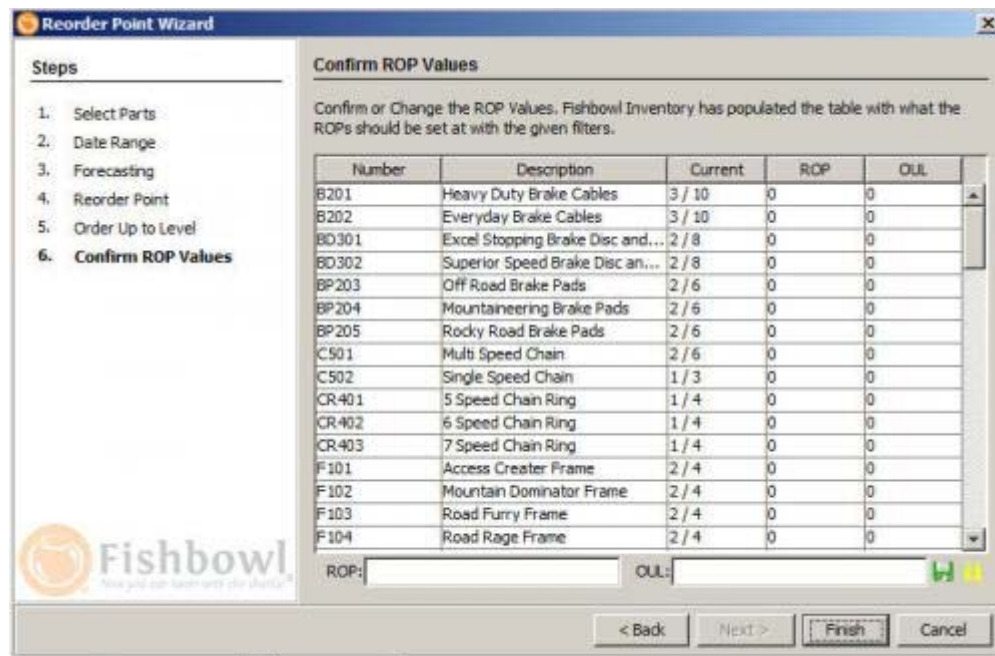 Reorder Point Wizard
Steps
1. Select Parts
2. Date Range
3. Forecasting
4. Reorder Point
5. Order Up to Level
6. Confirm ROP Values
Fishbowl
Confirm ROP Values
Confirm or Change the ROP Values. Fishbowl Inventory has populated the table with what the
ROPs should be set at with the given filters.
Number Description Current ROP OUL
B201 Heavy Duty Brake Cables 3 / 10 0 0
B202 Everyday Brake Cables 3 / 10 0 0
BD301 Excel Stopping Brake Disc and... 2 / 8 0 0
BD302 Superior Speed Brake Disc an... 2 / 8 0 0
BP203 Off Road Brake Pads 2 / 6 0 0
BP204 Mountaineering Brake Pads 2 / 6 0 0
BP205 Rocky Road Brake Pads 2 / 6 0 0
C501 Multi Speed Chain 2 / 6 0 0
C502 Single Speed Chain 1 / 3 0 0
CR401 5 Speed Chain Ring 1 / 4 0 0
CR402 6 Speed Chain Ring 1 / 4 0 0
CR403 7 Speed Chain Ring 1 / 4 0 0
F101 Access Creater Frame 2 / 4 0 0
F102 Mountain Dominator Frame 2 / 4 0 0
F103 Road Furry Frame 2 / 4 0 0
F104 Road Rage Frame 2 / 4 0 0
ROP: OUL:
< Back Next > Finish Cancel